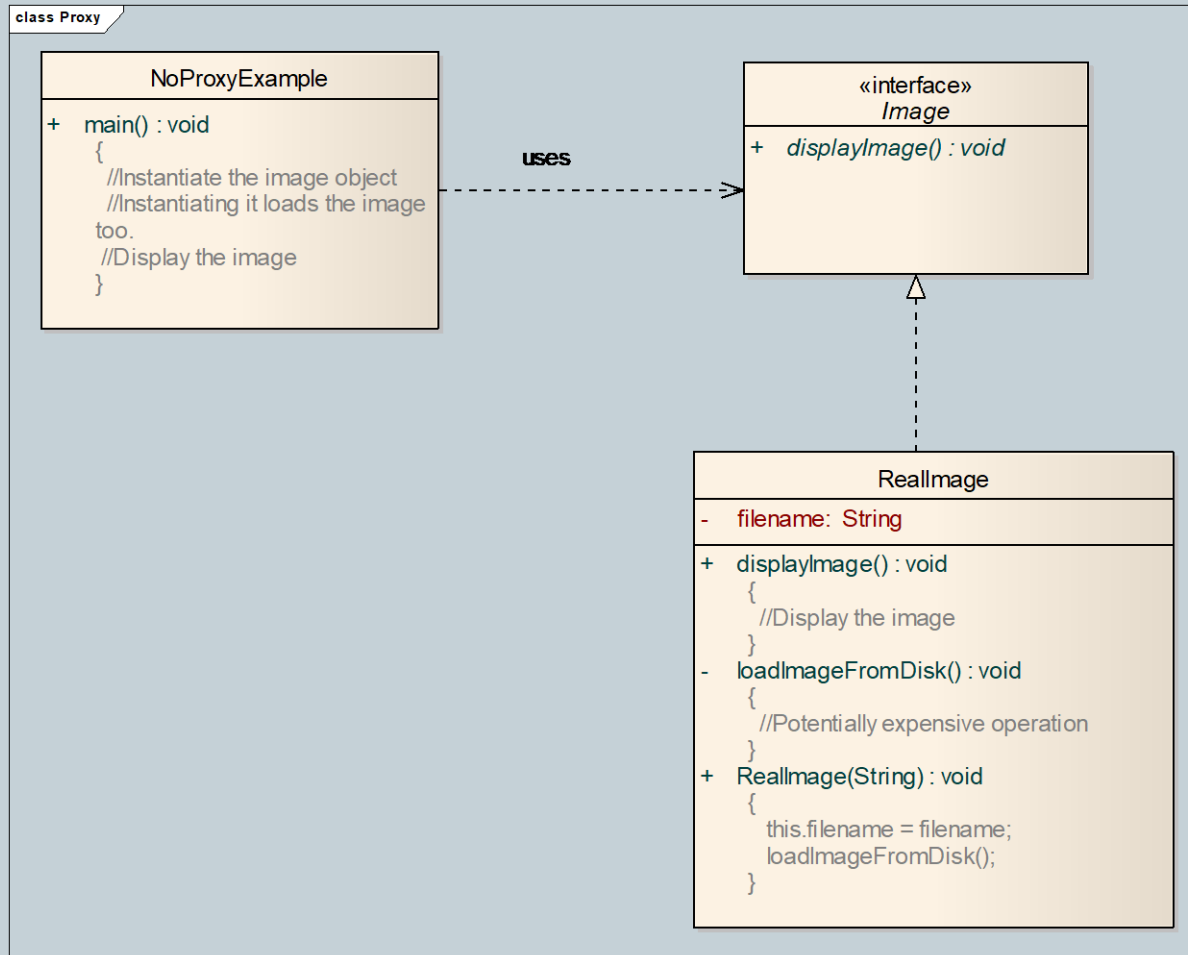 class Proxy
NoProxyExample
+ main() : void
{
//Instantiate the image object
//Instantiating it loads the image
too.
//Display the image
}
uses
«interface»
Image
+ displayImage() : void
RealImage
- filename: String
+ displayImage() : void
{
//Display the image
}
- loadImageFromDisk() : void
{
//Potentially expensive operation
}
+ RealImage(String) : void
{
this.filename = filename;
loadImageFromDisk();
}